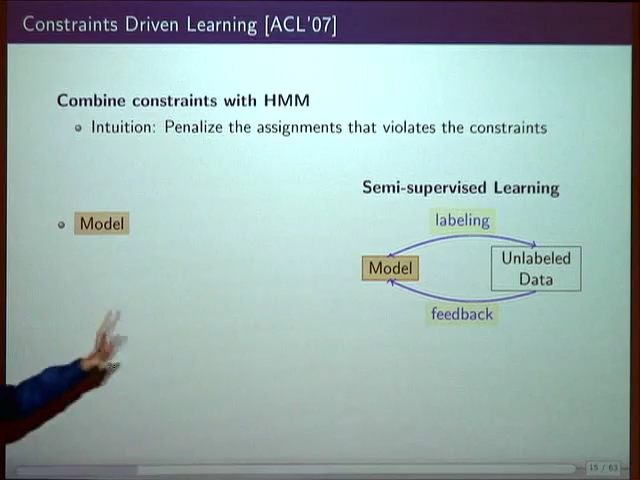 Constraints Driven Learning [ACL'07]
Combine constraints with HMM
Intuition: Penalize the assignments that violates the constraints
Semi-supervised Learning
Model
labeling
Model
Unlabeled
Data
feedback
15 / 63